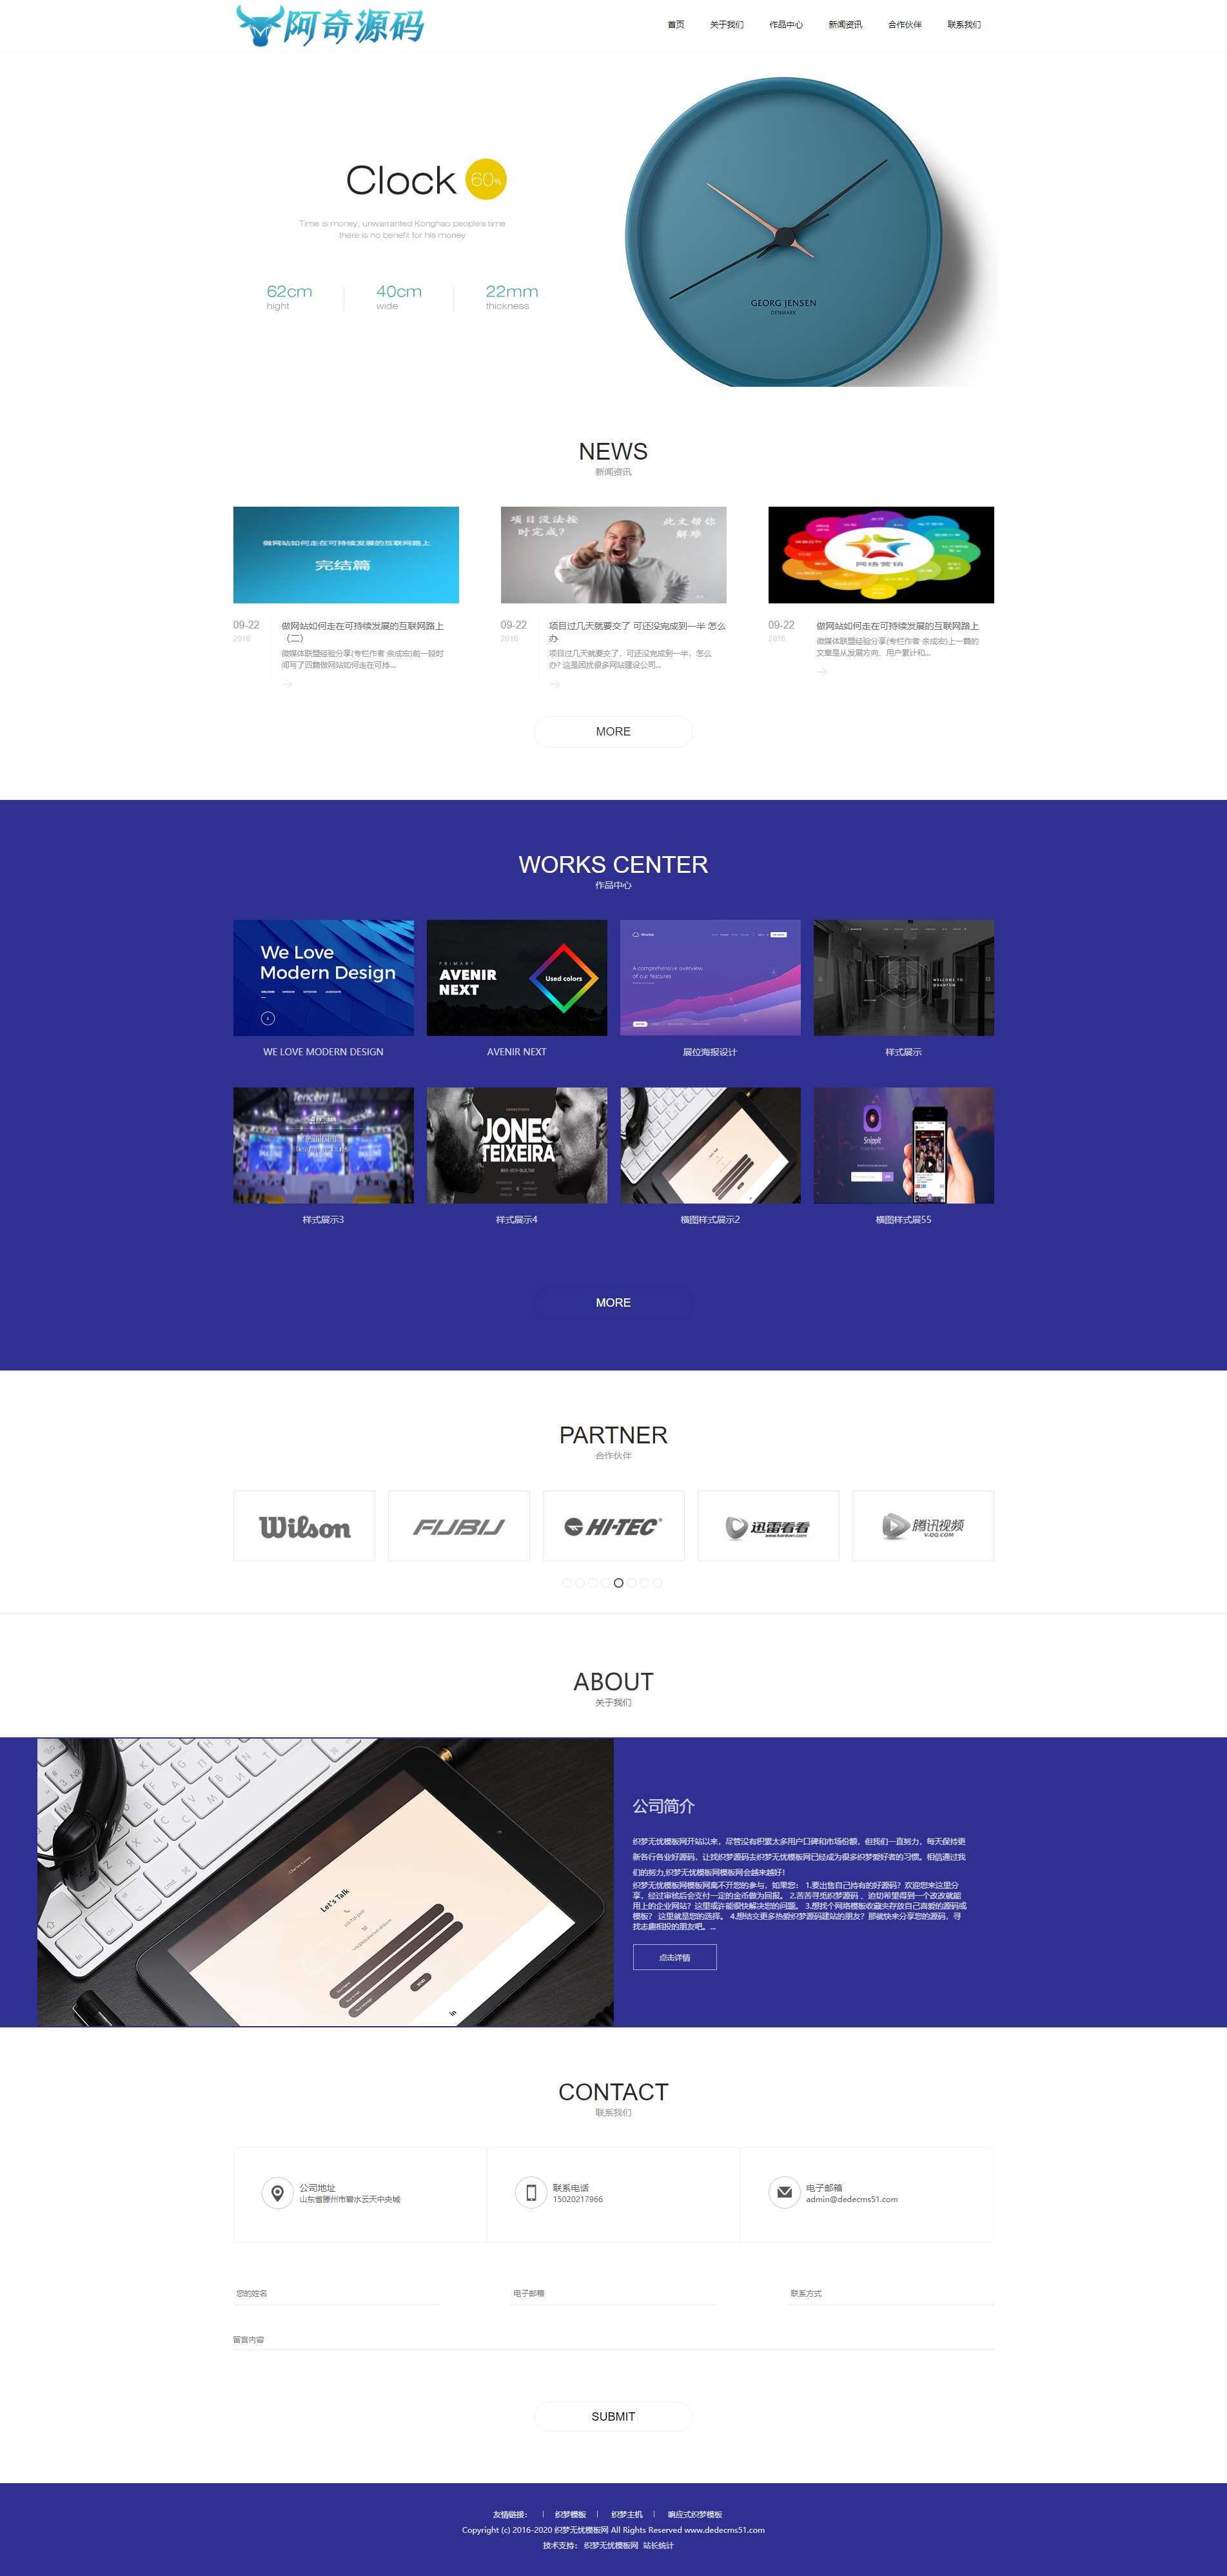 阿奇源码
首页 关于我们 作品中心 新闻资讯 合作伙伴 联系我们
Clock 60%
Time is money, unwarranted Konghao people's time
there is no benefit for his money
62cm 40cm 22mm
hight wide thickness
GEORG JENSEN
DENMARK
NEWS
新闻资讯
做网站如何走在可持续发展的互联网路上
完结篇
项目没法按时完成?
此文帮你解难
网络营销
09-22
2016
做网站如何走在可持续发展的互联网路上
（二）
微媒体联盟经验分享(专栏作者 余成宏)前一段时
间写了四篇做网站如何走在可持...
09-22
2016
项目过几天就要交了 可还没完成到一半 怎么
办
项目过几天就要交了，可还没完成到一半，怎么
办? 这是困扰很多网站建设公司...
09-22
2016
做网站如何走在可持续发展的互联网路上
微媒体联盟经验分享(专栏作者 余成宏)上一篇的
文章是从发展方向、用户累计和...
MORE
WORKS CENTER
作品中心
We Love
Modern Design
PRIMARY
AVENIR
NEXT
Used colors
A comprehensive overview
of our features
WELCOME TO
QUANTUM
WE LOVE MODERN DESIGN
AVENIR NEXT
展位海报设计
样式展示
Tencent
JONES
TEIXEIRA
Snippit
样式展示3
样式展示4
横图样式展示2
横图样式展55
MORE
PARTNER
合作伙伴
Wilson
FUBU
HI-TEC
迅雷看看
www.kankan.com
腾讯视频
V.QQ.COM
ABOUT
关于我们
Let's Talk
in
公司简介
织梦无忧模板网开站以来，尽管没有积累太多用户口碑和市场份额，但我们一直努力，每天保持更
新各行各业好源码，让找织梦源码去织梦无忧模板网已经成为很多织梦爱好者的习惯。相信通过我
们的努力,织梦无忧模板网模板网会越来越好!
织梦无忧模板网模板网离不开您的参与，如果您： 1.要出售自己持有的好源码？欢迎您来这里分
享，经过审核后会支付一定的金币做为回报。 2.苦苦寻觅织梦源码，迫切希望得到一个改改就能
用上的企业网站？这里或许能很快解决您的问题。 3.想找个网络模板收藏夹存放自己喜爱的源码或
模板？ 这里就是您的选择。 4.想结交更多热爱织梦源码建站的朋友？那就快来分享您的源码，寻
找志趣相投的朋友吧。...
点击详情
CONTACT
联系我们
公司地址
山东省滕州市碧水云天中央城
联系电话
15020217966
电子邮箱
admin@dedecms51.com
您的姓名 电子邮箱 联系方式
留言内容
SUBMIT
友情链接： | 织梦模板 | 织梦主机 | 响应式织梦模板
Copyright (c) 2016-2020 织梦无忧模板网 All Rights Reserved www.dedecms51.com
技术支持： 织梦无忧模板网 站长统计